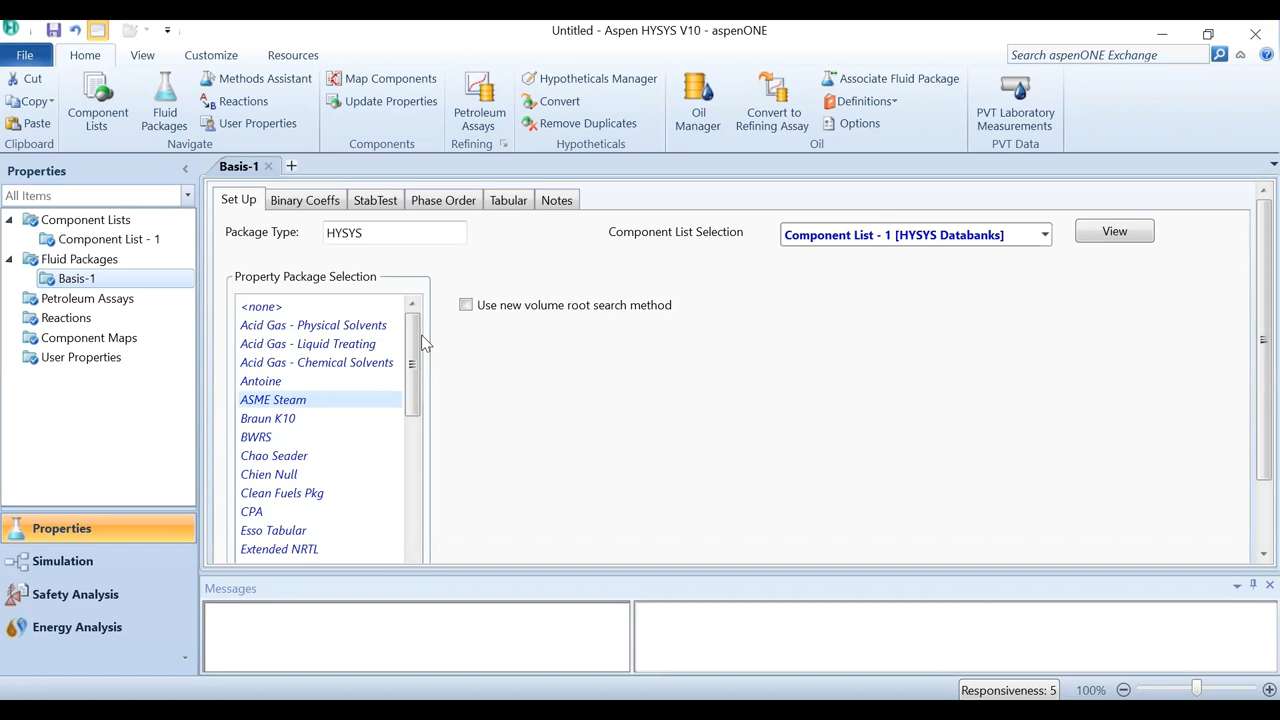 Untitled - Aspen HYSYS V10 - aspenONE
File
Home
View
Customize
Resources
Search aspenONE Exchange
Cut
Copy
Paste
Clipboard
Component Lists
Fluid Packages
Methods Assistant
Reactions
User Properties
Navigate
Map Components
Update Properties
Components
Petroleum Assays
Refining
Hypotheticals Manager
Convert
Remove Duplicates
Hypotheticals
Oil Manager
Convert to Refining Assay
Associate Fluid Package
Definitions
Options
Oil
PVT Laboratory Measurements
PVT Data
Properties
All Items
Component Lists
Component List - 1
Fluid Packages
Basis-1
Petroleum Assays
Reactions
Component Maps
User Properties
Properties
Simulation
Safety Analysis
Energy Analysis
Basis-1
Set Up
Binary Coeffs
StabTest
Phase Order
Tabular
Notes
Package Type:
HYSYS
Component List Selection
Component List - 1 [HYSYS Databanks]
View
Property Package Selection
<none>
Acid Gas - Physical Solvents
Acid Gas - Liquid Treating
Acid Gas - Chemical Solvents
Antoine
ASME Steam
Braun K10
BWRS
Chao Seader
Chien Null
Clean Fuels Pkg
CPA
Esso Tabular
Extended NRTL
Use new volume root search method
Messages
Responsiveness: 5
100%